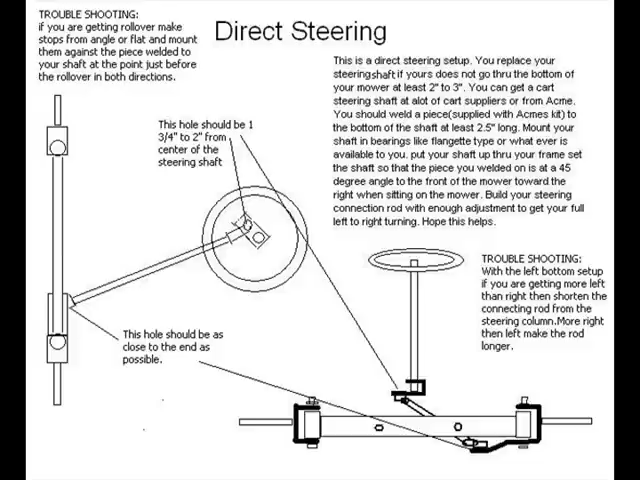 TROUBLE SHOOTING:
if you are getting rollover make
stops from angle or flat and mount
them against the piece welded to
your shaft at the point just before
the rollover in both directions.
Direct Steering
This is a direct steering setup. You replace your
steeringshaft if yours does not go thru the bottom of
your mower at least 2" to 3". You can get a cart
steering shaft at alot of cart suppliers or from Acme.
You should weld a piece(supplied with Acmes kit) to
the bottom of the shaft at least 2.5" long. Mount your
shaft in bearings like flangette type or what ever is
available to you. put your shaft up thru your frame set
the shaft so that the piece you welded on is at a 45
degree angle to the front of the mower toward the
right when sitting on the mower. Build your steering
connection rod with enough adjustment to get your full
left to right turning. Hope this helps.
This hole should be 1
3/4" to 2" from
center of the
steering shaft
TROUBLE SHOOTING:
With the left bottom setup
if you are getting more left
than right then shorten the
connecting rod from the
steering column.More right
then left make the rod
longer.
This hole should be as
close to the end as
possible.